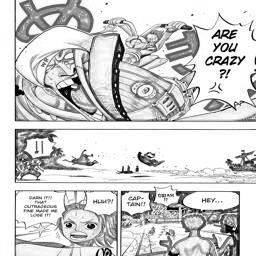 ARE
YOU
CRAZY
?!
!!
HEY...
CAP-
TAIN!!
HUH?!
DARN IT!!
THAT
OUTRAGEOUS
FINE MADE ME
LOSE IT!